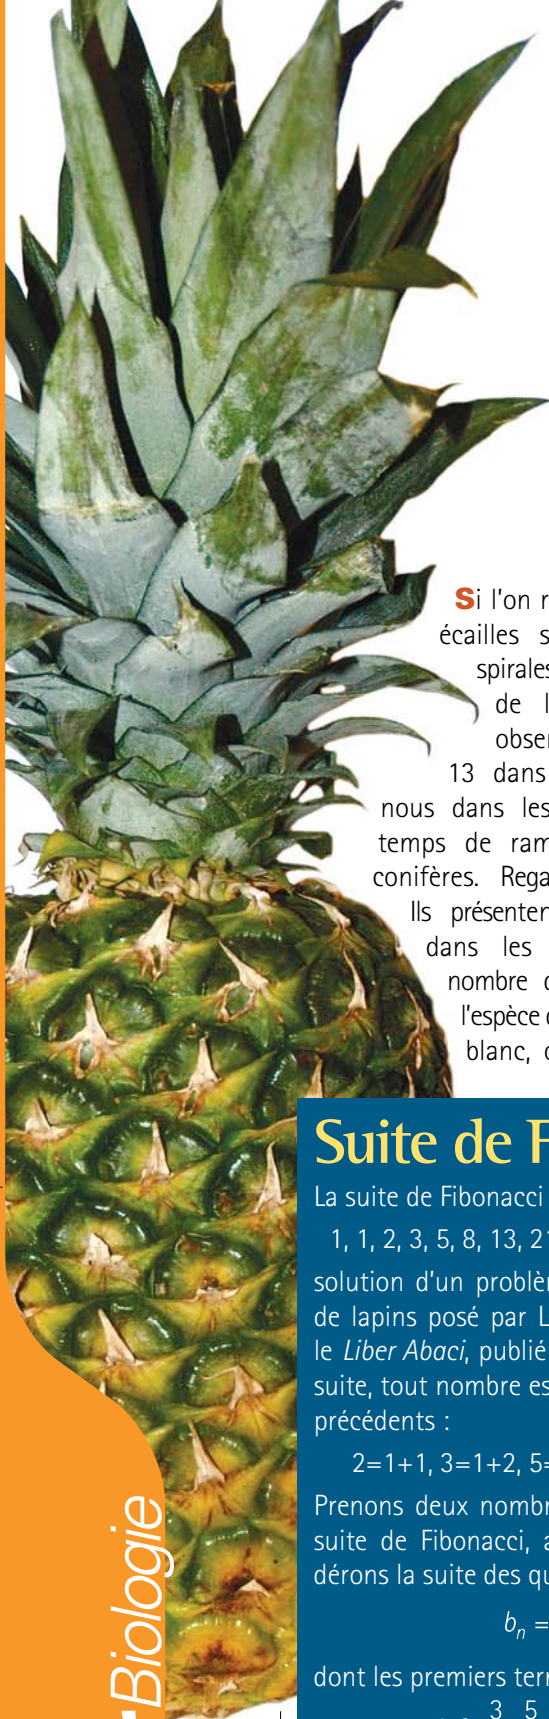 Si l'on
écailles
spirales
de
obser
13 dans
nous dans les
temps de ram
conifères. Rega
Ils présenten
dans les
nombre
l'espèce
blanc,
Suite de F
La suite de Fibonacci
1, 1, 2, 3, 5, 8, 13, 21
solution d'un problèm
de lapins posé par L
le Liber Abaci, publié
suite, tout nombre es
précédents :
2=1+1, 3=1+2, 5=
Prenons deux nombr
suite de Fibonacci, a
dérons la suite des qu
bn =
dont les premiers terr
3 5
Biologie